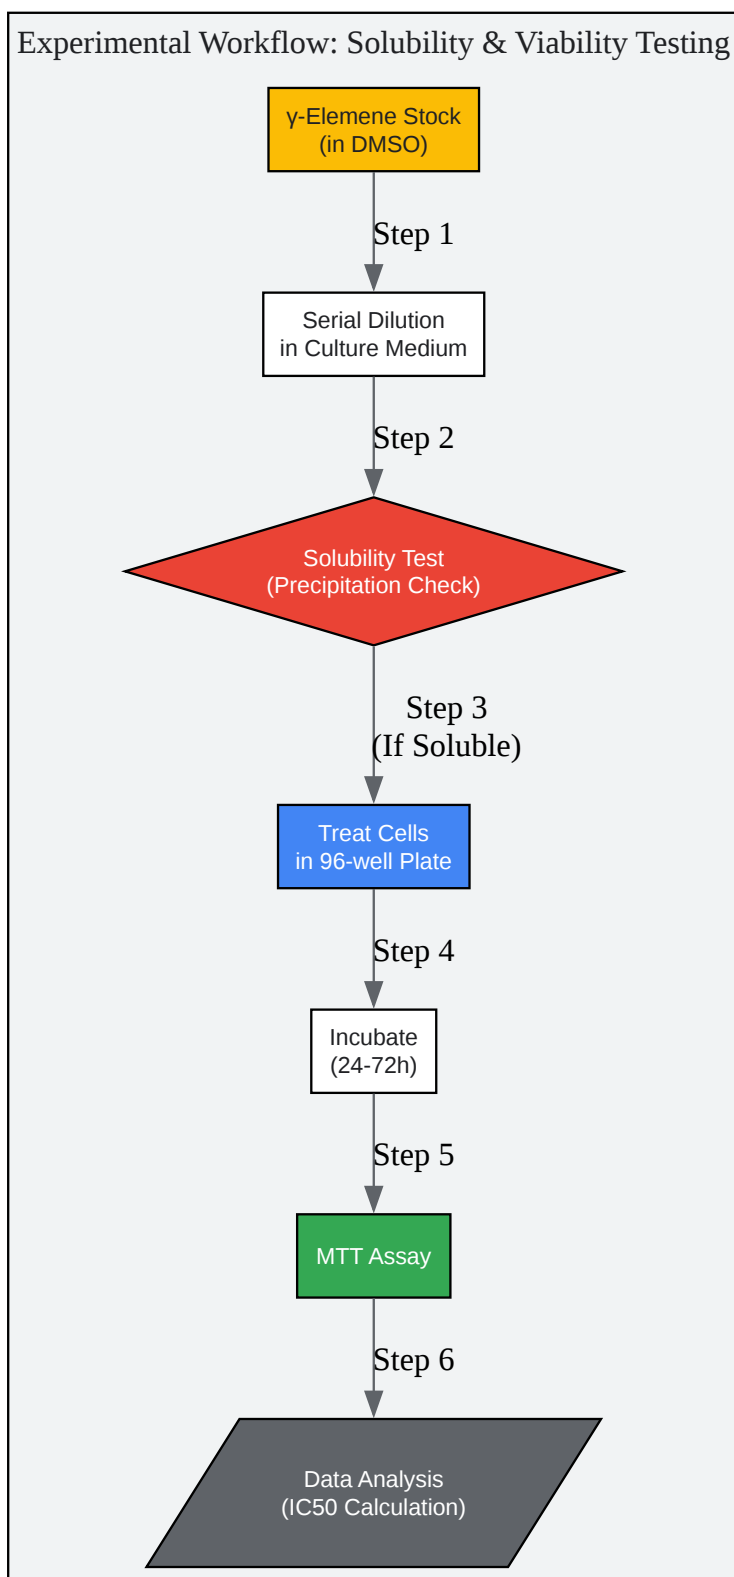 Experimental Workflow: Solubility & Viability Testing
γ-Elemene Stock
(in DMSO)
Step 1
Serial Dilution
in Culture Medium
Step 2
Solubility Test
(Precipitation Check)
Step 3
(If Soluble)
Treat Cells
in 96-well Plate
Step 4
Incubate
(24-72h)
Step 5
MTT Assay
Step 6
Data Analysis
(IC50 Calculation)